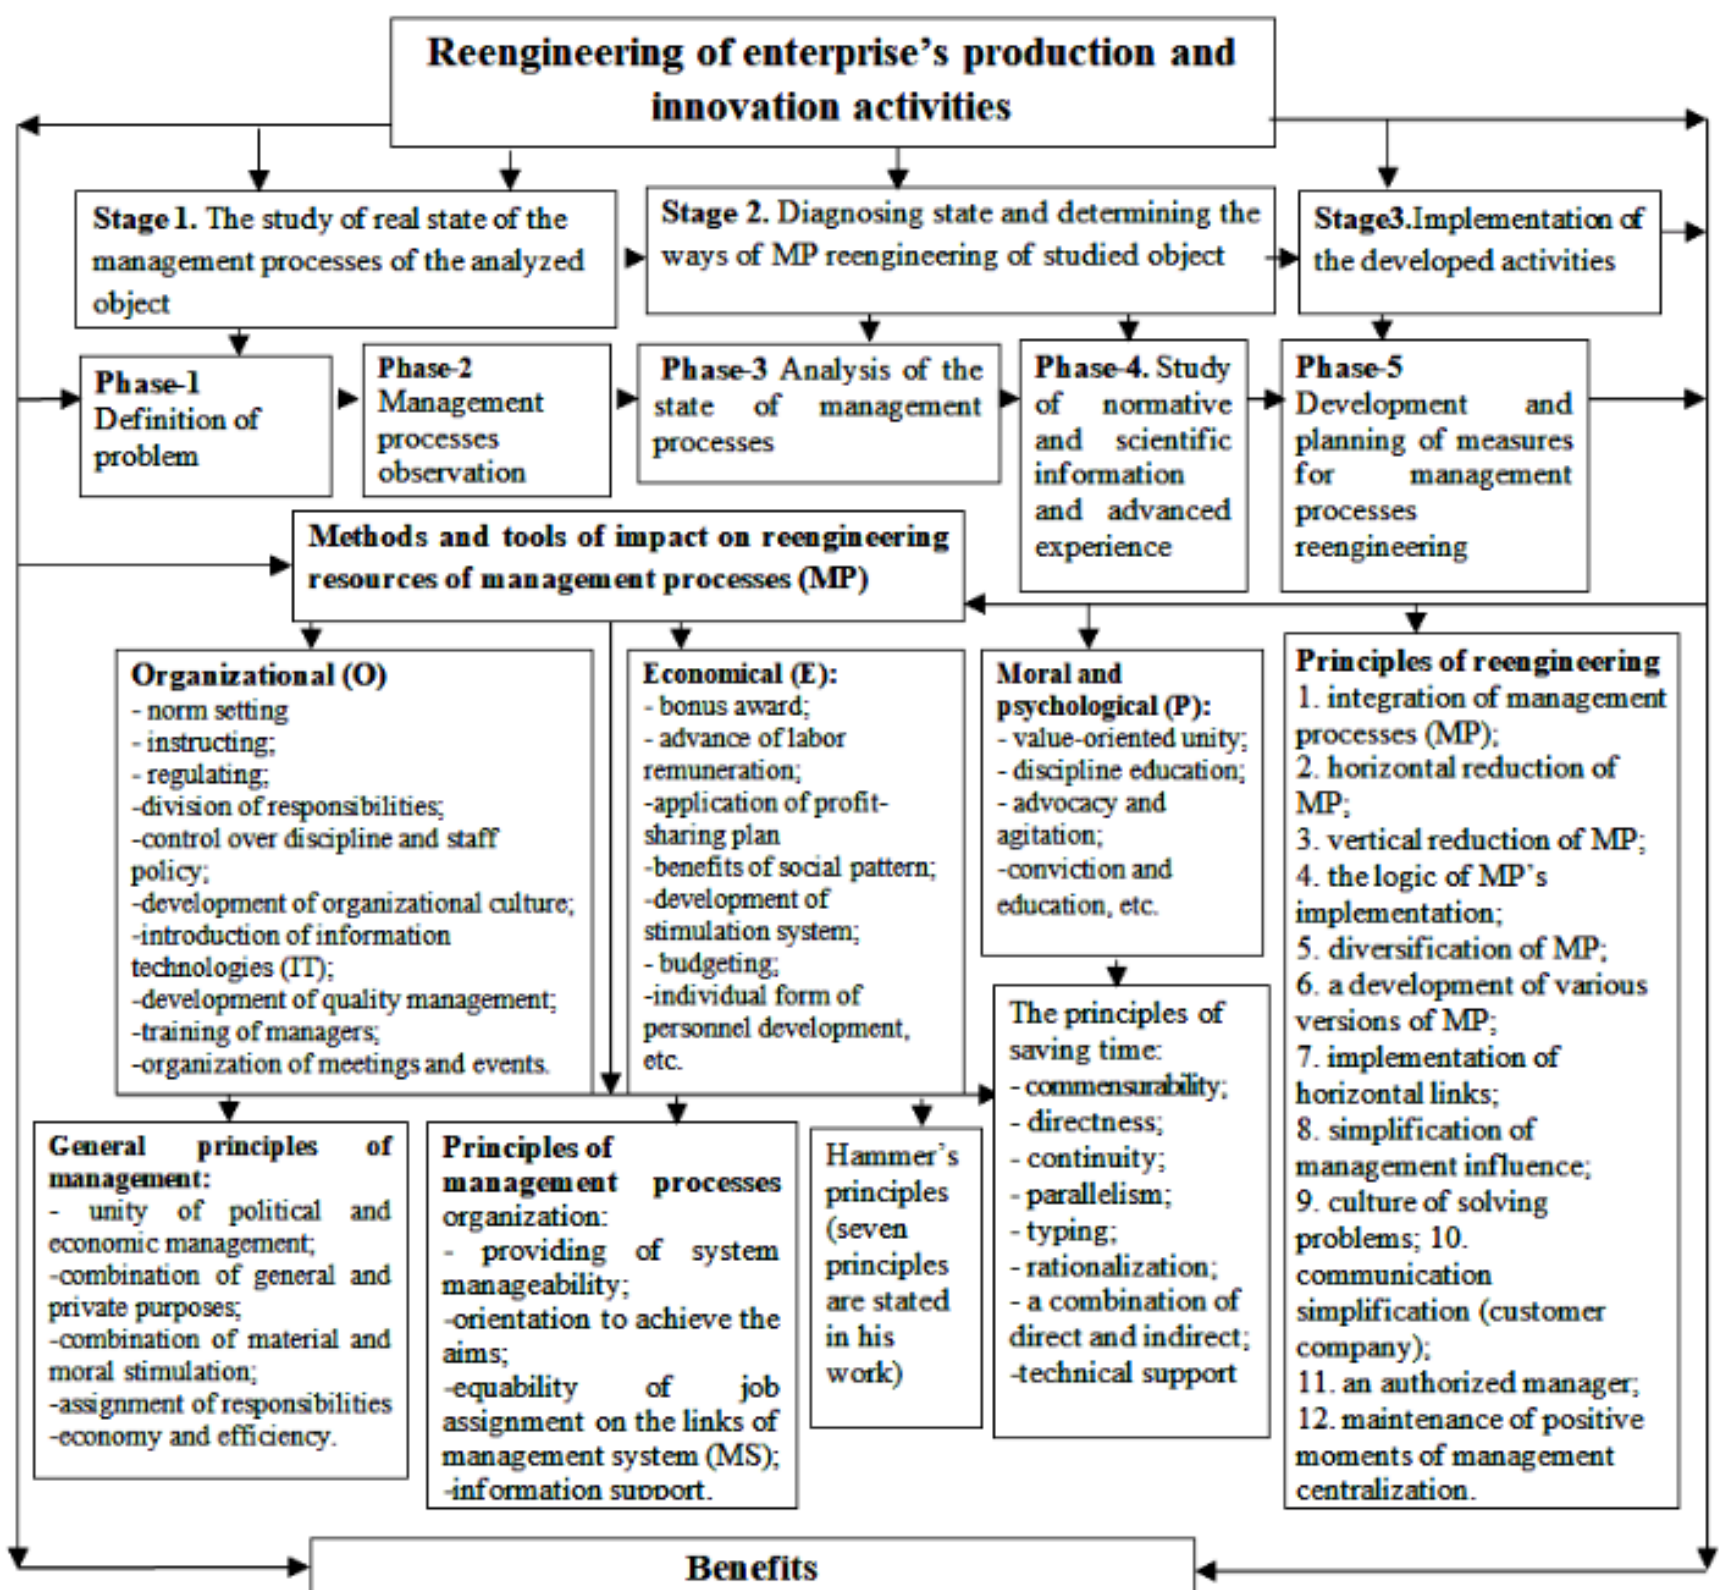 Reengineering of enterprise's production and
innovation activities
Stage 1. The study of real state of the
management processes of the analyzed
object
Stage 2. Diagnosing state and determining the
ways of MP reengineering of studied object
Stage3.Implementation of
the developed activities
Phase-1
Definition of
problem
Phase-2
Management
processes
observation
Phase-3 Analysis of the
state of management
processes
Phase-4. Study
of normative
and scientific
information
and advanced
experience
Phase-5
Development and
planning of measures
for management
processes
reengineering
Methods and tools of impact on reengineering
resources of management processes (MP)
Organizational (O)
- norm setting
- instructing;
- regulating;
-division of responsibilities;
-control over discipline and staff
policy;
-development of organizational culture;
-introduction of information
technologies (IT);
-development of quality management;
-training of managers;
-organization of meetings and events.
Economical (E):
- bonus award;
- advance of labor
remuneration;
-application of profit-
sharing plan
-benefits of social pattern;
-development of
stimulation system;
- budgeting;
-individual form of
personnel development,
etc.
Moral and
psychological (P):
- value-oriented unity;
- discipline education;
- advocacy and
agitation;
-conviction and
education, etc.
Principles of reengineering
1. integration of management
processes (MP);
2. horizontal reduction of
MP;
3. vertical reduction of MP;
4. the logic of MP's
implementation;
5. diversification of MP;
6. a development of various
versions of MP;
7. implementation of
horizontal links;
8. simplification of
management influence;
9. culture of solving
problems; 10.
communication
simplification (customer
company);
11. an authorized manager;
12. maintenance of positive
moments of management
centralization.
General principles of
management:
- unity of political and
economic management;
-combination of general and
private purposes;
-combination of material and
moral stimulation;
-assignment of responsibilities
-economy and efficiency.
Principles of
management processes
organization:
- providing of system
manageability;
-orientation to achieve the
aims;
-equability of job
assignment on the links of
management system (MS);
-information support.
Hammer's
principles
(seven
principles
are stated
in his
work)
The principles of
saving time:
- commensurability;
- directness;
- continuity;
- parallelism;
- typing;
- rationalization;
- a combination of
direct and indirect;
-technical support
Benefits